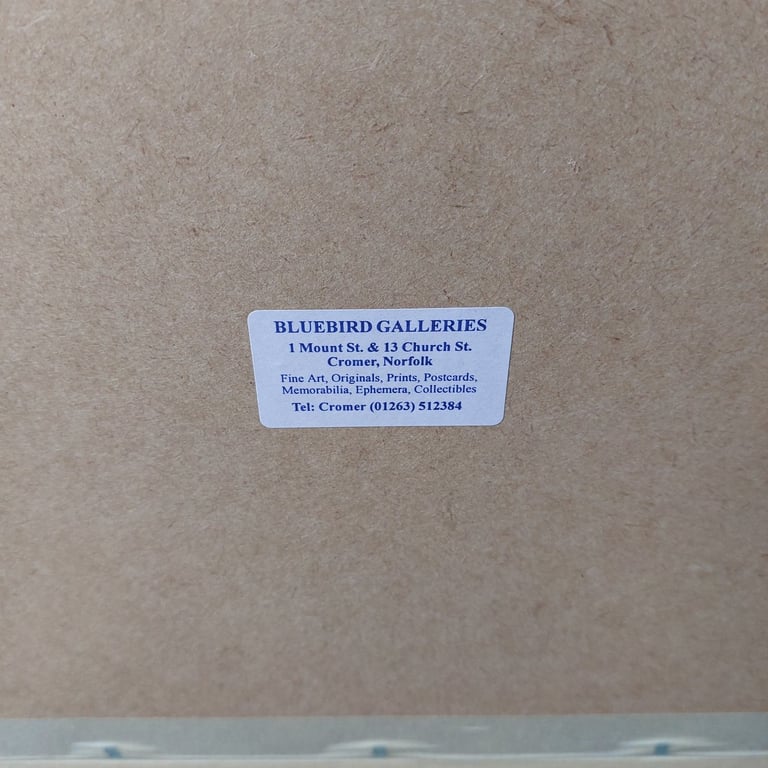 BLUEBIRD GALLERIES
1 Mount St. & 13 Church St.
Cromer, Norfolk
Fine Art, Originals, Prints, Postcards,
Memorabilia, Ephemera, Collectibles
Tel: Cromer (01263) 512384